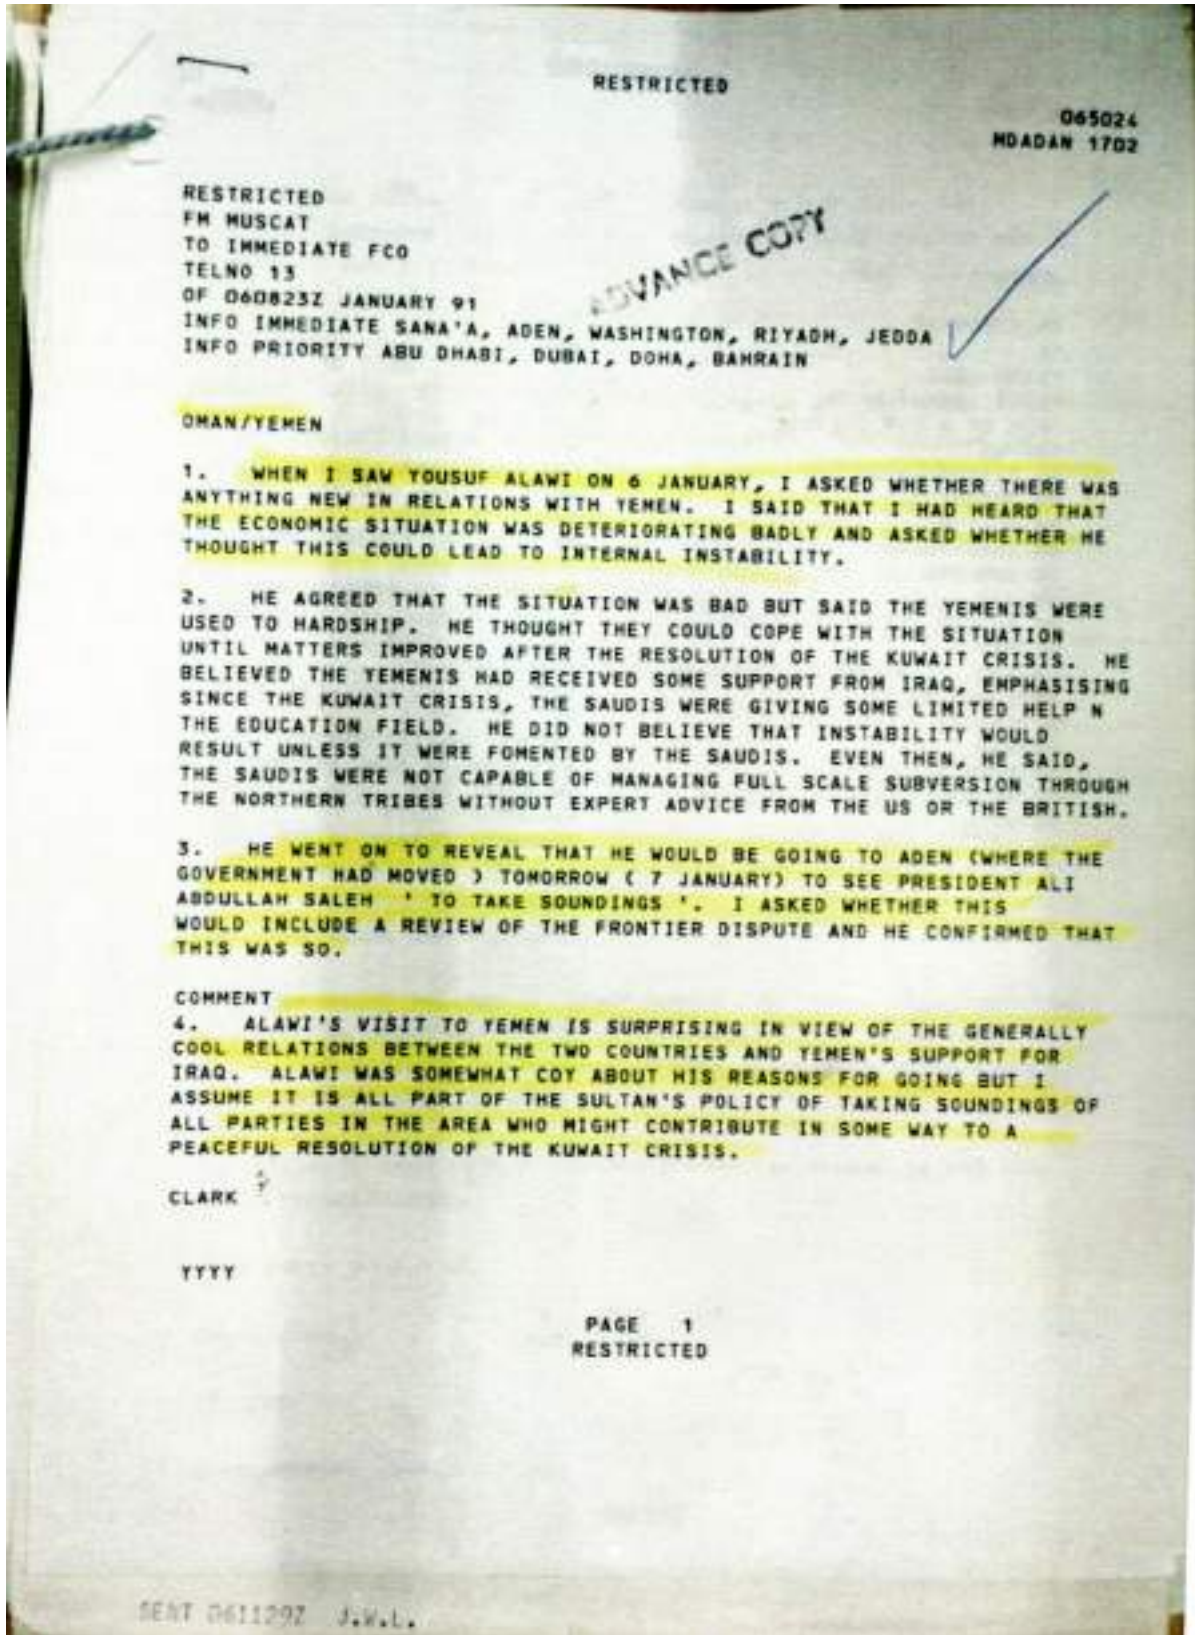 RESTRICTED
065024
MDADAN 1702
RESTRICTED
FM MUSCAT
TO IMMEDIATE FCO
TELNO 13
OF 060823Z JANUARY 91
INFO IMMEDIATE SANA'A, ADEN, WASHINGTON, RIYADH, JEDDA
INFO PRIORITY ABU DHABI, DUBAI, DOHA, BAHRAIN
ADVANCE COPY
OMAN/YEMEN
1. WHEN I SAW YOUSUF ALAWI ON 6 JANUARY, I ASKED WHETHER THERE WAS
ANYTHING NEW IN RELATIONS WITH YEMEN. I SAID THAT I HAD HEARD THAT
THE ECONOMIC SITUATION WAS DETERIORATING BADLY AND ASKED WHETHER HE
THOUGHT THIS COULD LEAD TO INTERNAL INSTABILITY.
2. HE AGREED THAT THE SITUATION WAS BAD BUT SAID THE YEMENIS WERE
USED TO HARDSHIP. HE THOUGHT THEY COULD COPE WITH THE SITUATION
UNTIL MATTERS IMPROVED AFTER THE RESOLUTION OF THE KUWAIT CRISIS. HE
BELIEVED THE YEMENIS HAD RECEIVED SOME SUPPORT FROM IRAQ, EMPHASISING
SINCE THE KUWAIT CRISIS, THE SAUDIS WERE GIVING SOME LIMITED HELP N
THE EDUCATION FIELD. HE DID NOT BELIEVE THAT INSTABILITY WOULD
RESULT UNLESS IT WERE FOMENTED BY THE SAUDIS. EVEN THEN, HE SAID,
THE SAUDIS WERE NOT CAPABLE OF MANAGING FULL SCALE SUBVERSION THROUGH
THE NORTHERN TRIBES WITHOUT EXPERT ADVICE FROM THE US OR THE BRITISH.
3. HE WENT ON TO REVEAL THAT HE WOULD BE GOING TO ADEN (WHERE THE
GOVERNMENT HAD MOVED ) TOMORROW ( 7 JANUARY) TO SEE PRESIDENT ALI
ABDULLAH SALEH ' TO TAKE SOUNDINGS '. I ASKED WHETHER THIS
WOULD INCLUDE A REVIEW OF THE FRONTIER DISPUTE AND HE CONFIRMED THAT
THIS WAS SO.
COMMENT
4. ALAWI'S VISIT TO YEMEN IS SURPRISING IN VIEW OF THE GENERALLY
COOL RELATIONS BETWEEN THE TWO COUNTRIES AND YEMEN'S SUPPORT FOR
IRAQ. ALAWI WAS SOMEWHAT COY ABOUT HIS REASONS FOR GOING BUT I
ASSUME IT IS ALL PART OF THE SULTAN'S POLICY OF TAKING SOUNDINGS OF
ALL PARTIES IN THE AREA WHO MIGHT CONTRIBUTE IN SOME WAY TO A
PEACEFUL RESOLUTION OF THE KUWAIT CRISIS.
CLARK
YYYY
PAGE 1
RESTRICTED
SENT 061129Z J.W.L.